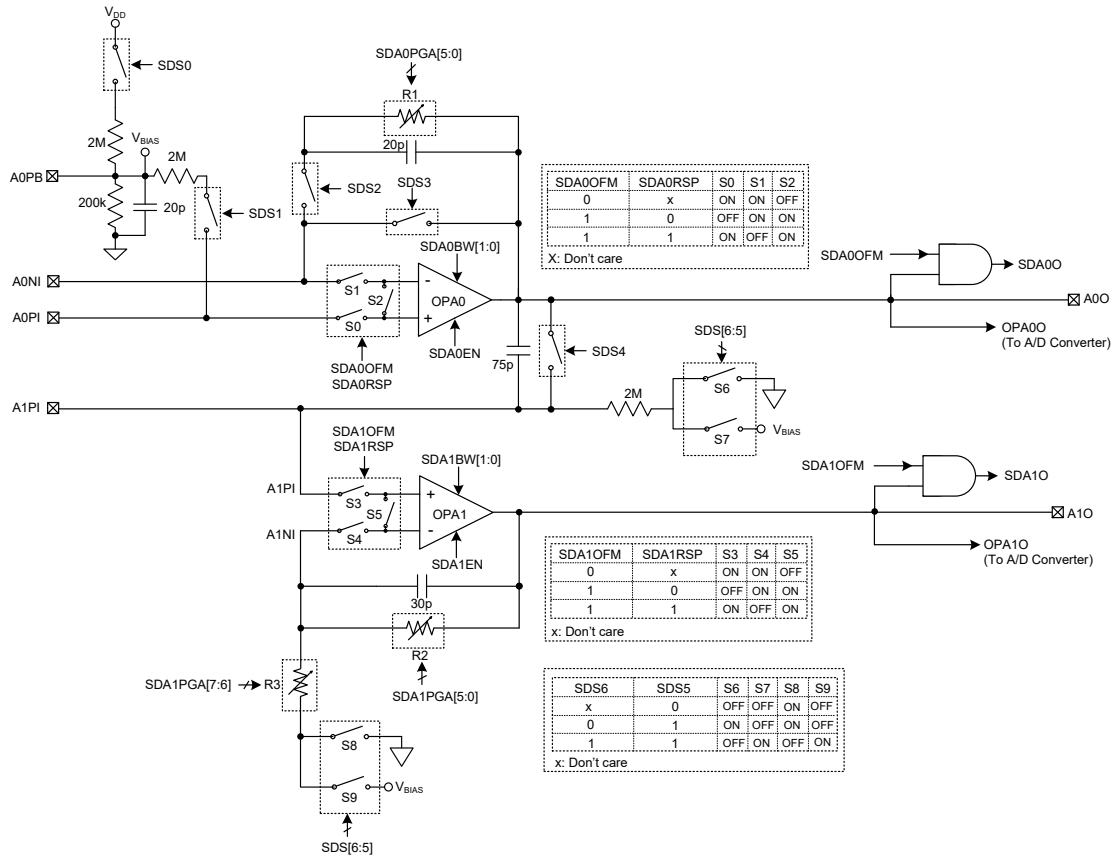 VDD
SDS0
2M
VBIAS
2M
A0PB
200k
20p
SDS1
SDA0PGA[5:0]
R1
20p
SDS2
SDS3
SDA0BW[1:0]
A0NI
S1
S2
OPA0
-
+
A0PI
S0
SDA0EN
SDA0OFM
SDA0RSP
75p
SDS4
SDA0OFM SDA0RSP S0 S1 S2
0 x ON ON OFF
1 0 OFF ON ON
1 1 ON OFF ON
X: Don't care
SDA0OFM
SDA0O
A0O
OPA0O
(To A/D Converter)
SDS[6:5]
2M
S6
S7
VBIAS
A1PI
SDA1OFM
SDA1RSP
SDA1BW[1:0]
A1PI
S3
S5
+
-
OPA1
A1NI
S4
SDA1EN
SDA1OFM
SDA1O
A1O
OPA1O
(To A/D Converter)
30p
R2
SDA1PGA[5:0]
SDA1PGA[7:6]
R3
SDA1OFM SDA1RSP S3 S4 S5
0 x ON ON OFF
1 0 OFF ON ON
1 1 ON OFF ON
x: Don't care
S8
S9
VBIAS
SDS[6:5]
SDS6 SDS5 S6 S7 S8 S9
x 0 OFF OFF ON OFF
0 1 ON OFF ON OFF
1 1 OFF ON OFF ON
x: Don't care